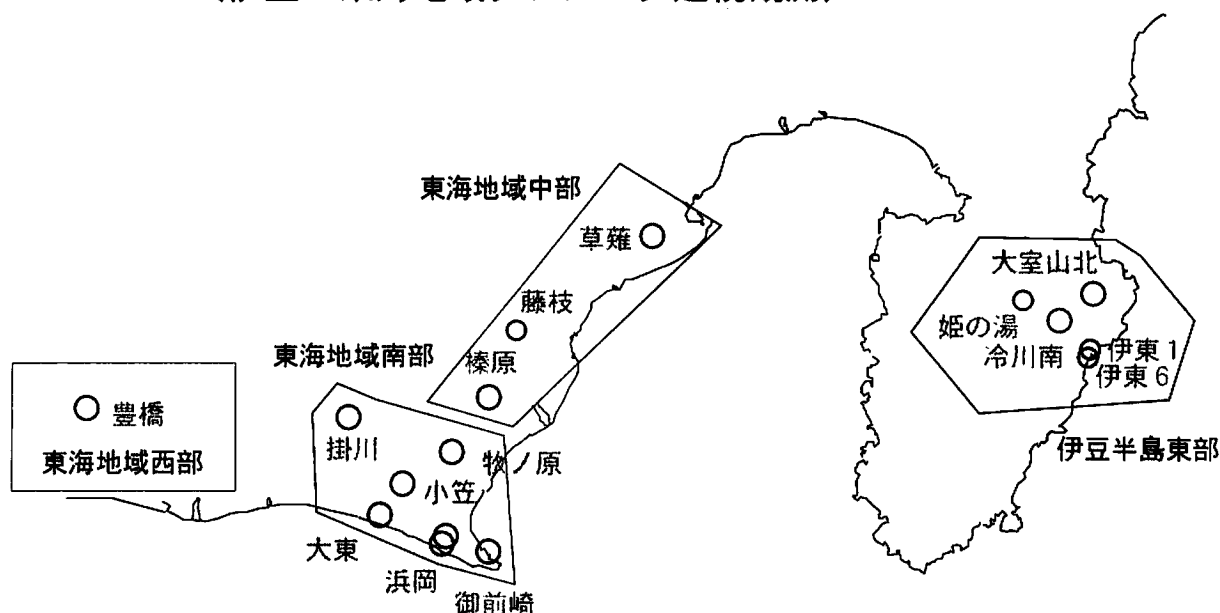 東海地域中部
草薙
藤枝
榛原
東海地域南部
掛川
牧ノ原
小笠
大東
浜岡
御前崎
豊橋
東海地域西部
大室山北
姫の湯
冷川南
伊東1
伊東6
伊豆半島東部